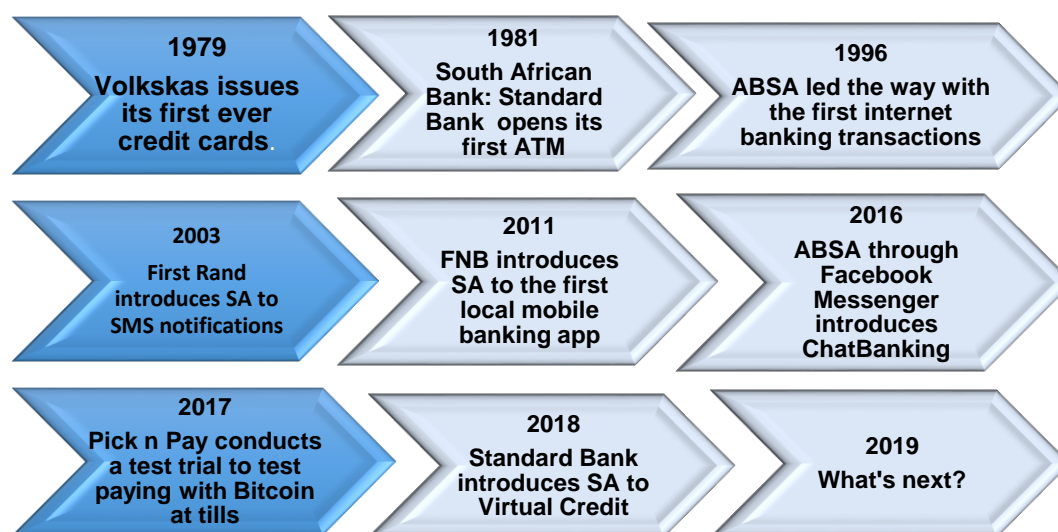 1979
Volkskas issues
its first ever
credit cards.
1981
South African
Bank: Standard
Bank opens its
first ATM
1996
ABSA led the way with
the first internet
banking transactions
2003
First Rand
introduces SA to
SMS notifications
2011
FNB introduces
SA to the first
local mobile
banking app
2016
ABSA through
Facebook
Messenger
introduces
ChatBanking
2017
Pick n Pay conducts
a test trial to test
paying with Bitcoin
at tills
2018
Standard Bank
introduces SA to
Virtual Credit
2019
What's next?